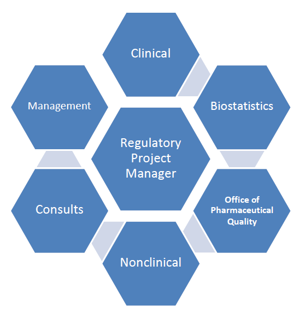 Clinical
Management
Biostatistics
Regulatory
Project
Manager
Consults
Office of
Pharmaceutical
Quality
Nonclinical